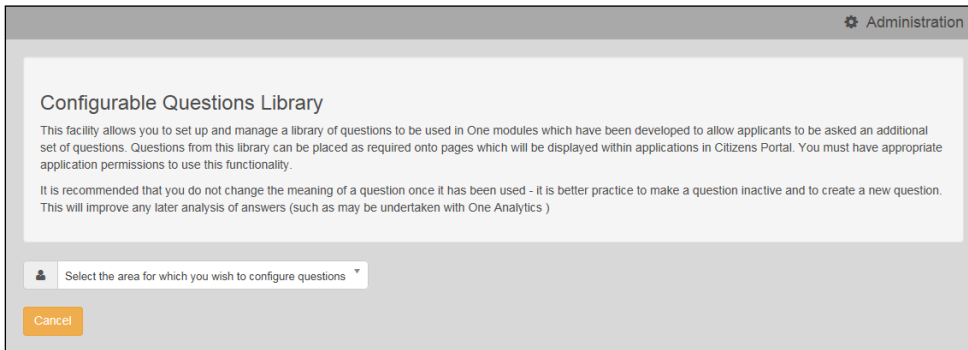 Administration
Configurable Questions Library
This facility allows you to set up and manage a library of questions to be used in One modules which have been developed to allow applicants to be asked an additional
set of questions. Questions from this library can be placed as required onto pages which will be displayed within applications in Citizens Portal. You must have appropriate
application permissions to use this functionality.
It is recommended that you do not change the meaning of a question once it has been used - it is better practice to make a question inactive and to create a new question.
This will improve any later analysis of answers (such as may be undertaken with One Analytics )
Select the area for which you wish to configure questions
Cancel